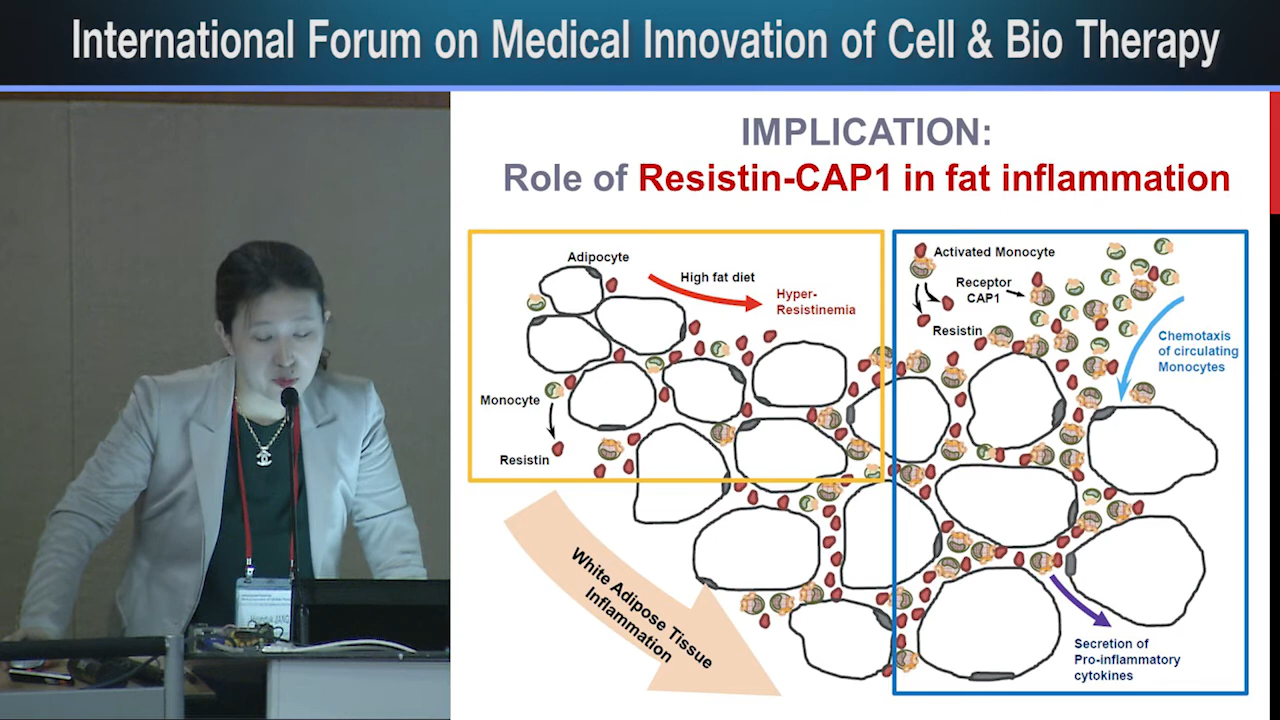 International Forum on Medical Innovation of Cell & Bio Therapy
IMPLICATION:
Role of Resistin-CAP1 in fat inflammation
Adipocyte
High fat diet
Hyper-
Resistinemia
Monocyte
Resistin
Activated Monocyte
Receptor
CAP1
Resistin
Chemotaxis
of circulating
Monocytes
White Adipose Tissue
Inflammation
Secretion of
Pro-inflammatory
cytokines
JANG